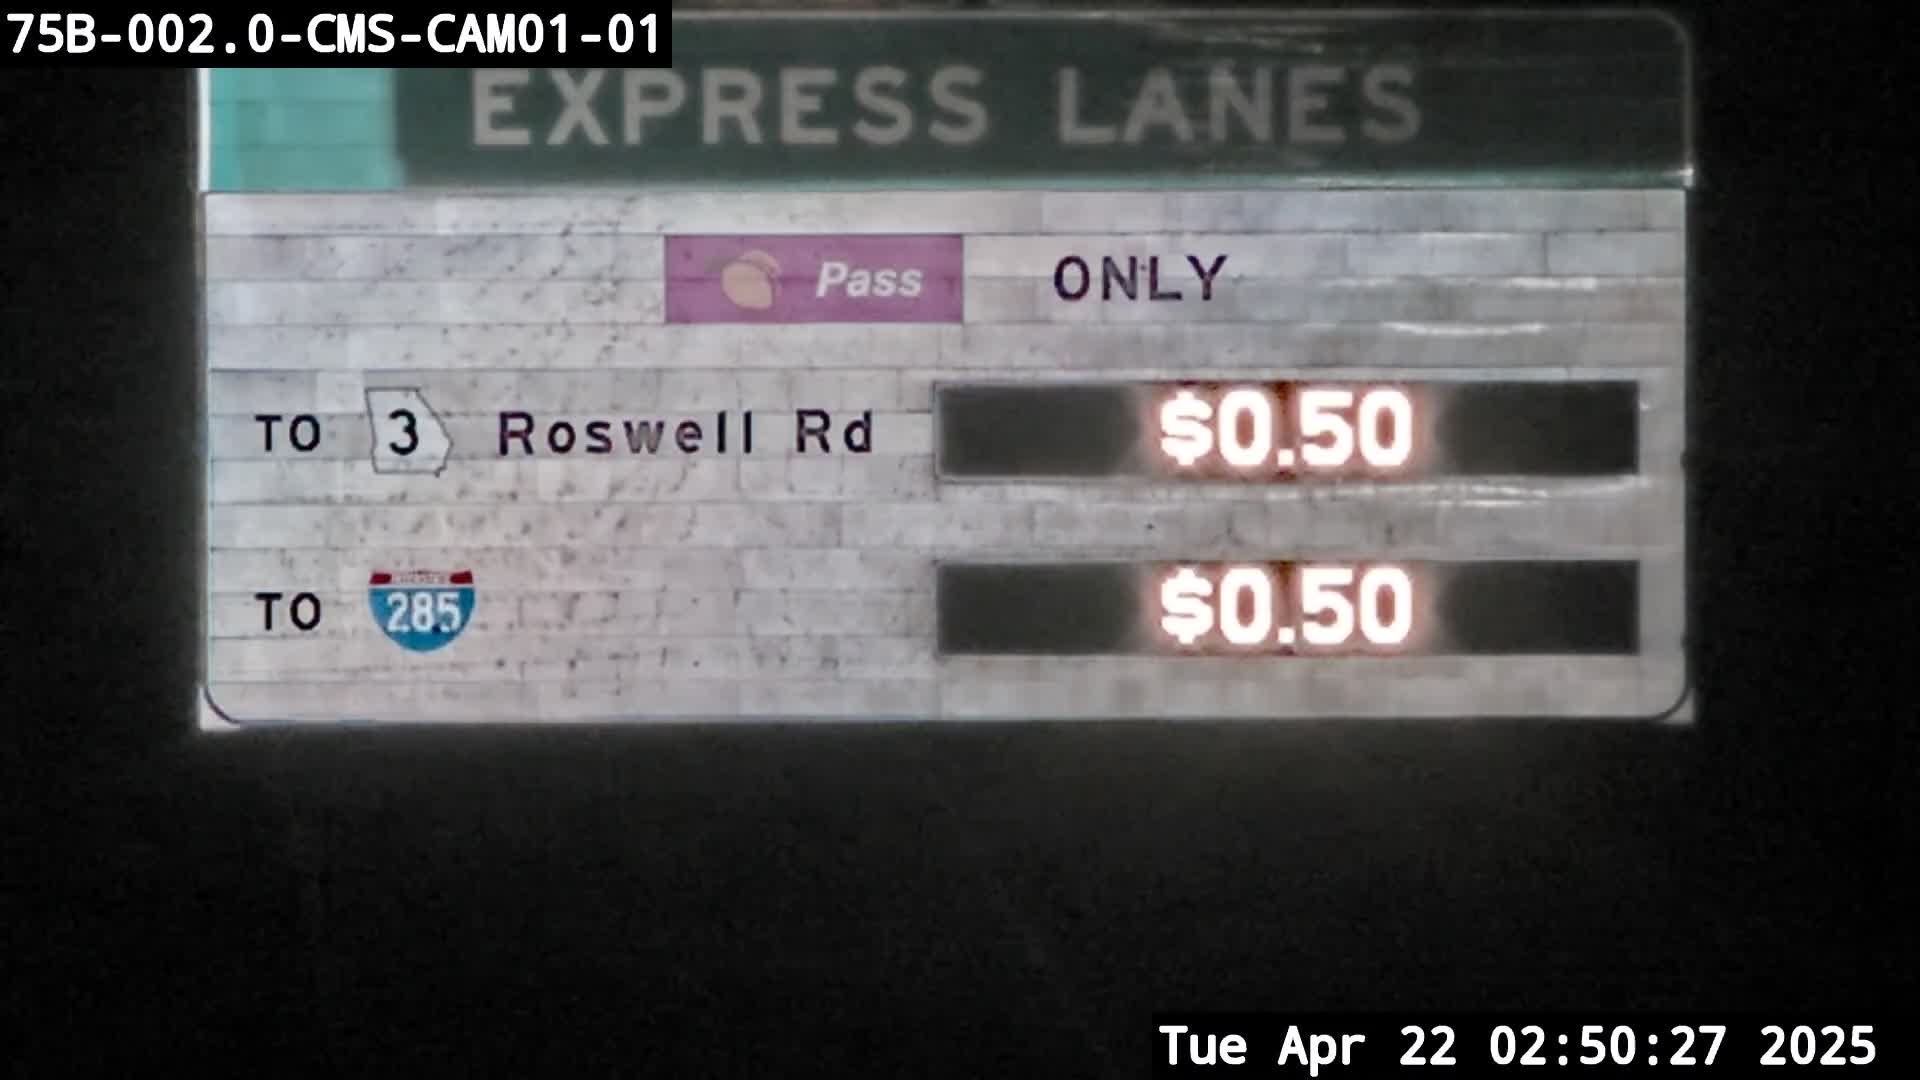 75B-002.0-CMS-CAM01-01
EXPRESS LANES
Pass ONLY
TO 3 Roswell Rd $0.50
TO 285 $0.50
Tue Apr 22 02:50:27 2025